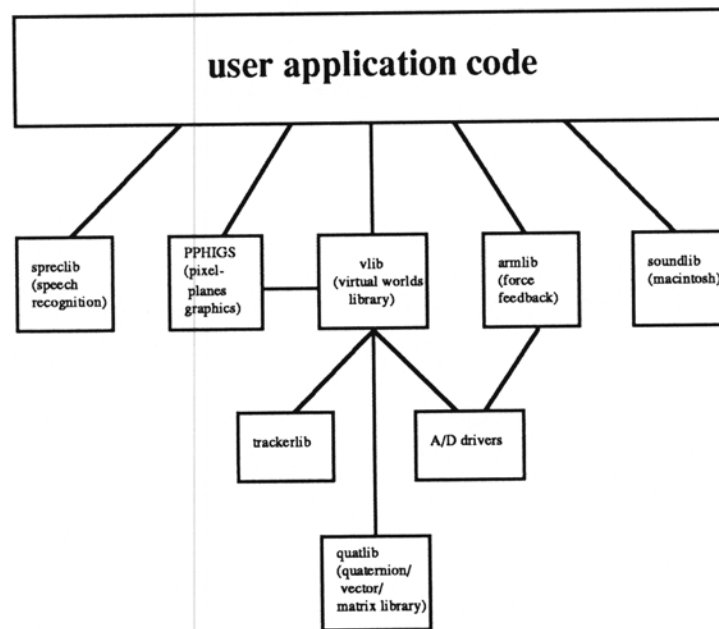 user application code
spreclib
(speech
recognition)
PPHIGS
(pixel-
planes
graphics)
vlib
(virtual worlds
library)
armlib
(force
feedback)
soundlib
(macintosh)
trackerlib
A/D drivers
quatlib
(quaternion/
vector/
matrix library)